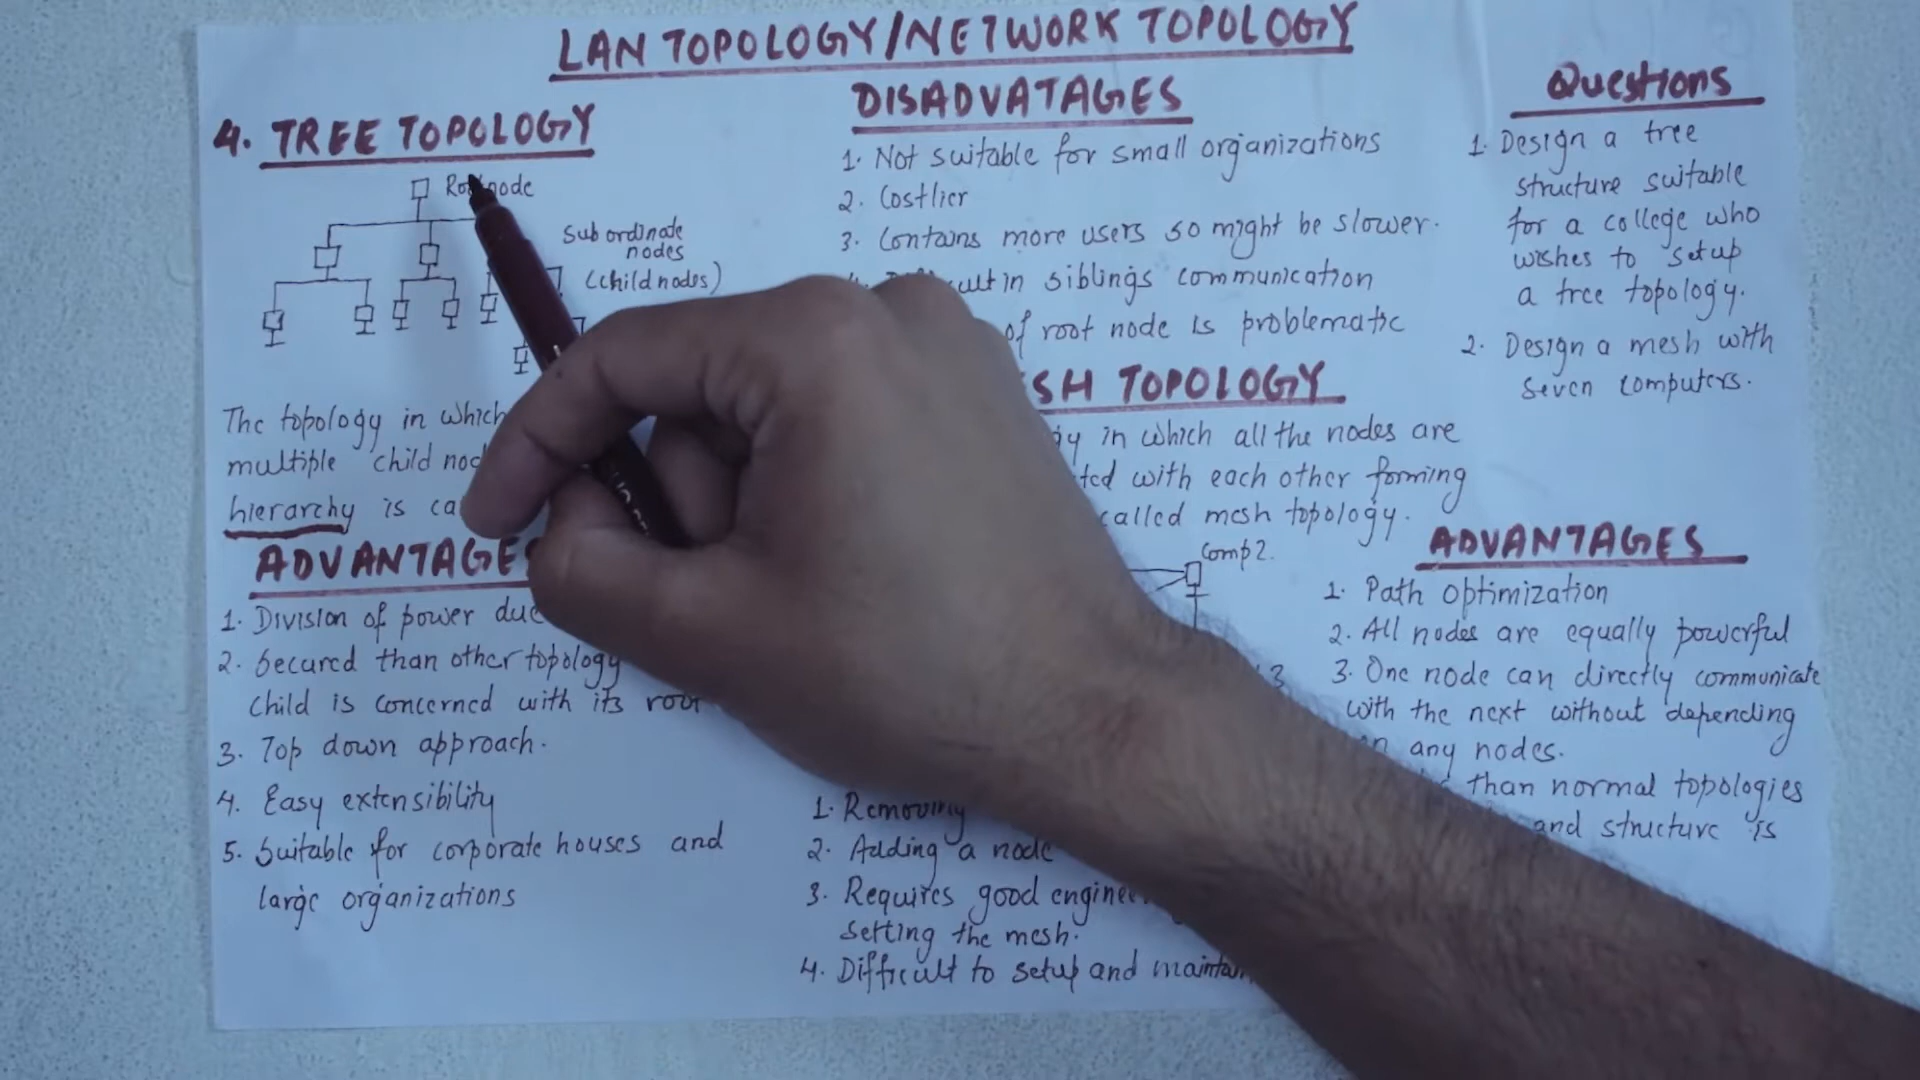 LAN TOPOLOGY/NETWORK TOPOLOGY
4. TREE TOPOLOGY
Root node
Subordinate
nodes
(child nodes)
The topology in which
multiple child
hierarchy is
ADVANTAGES
1. Division of power due
2. Secured than other topology
child is concerned with its root
3. Top down approach.
4. Easy extensibility
5. Suitable for corporate houses and
large organizations
DISADVATAGES
1. Not suitable for small organizations
2. Costlier
3. Contains more users so might be slower.
in siblings communication
of root node is problematic
TOPOLOGY
in which all the nodes are
with each other forming
called mesh topology.
Comp 2.
3
1. Removing
2. Adding a node
3. Requires good
setting the mesh.
4. Difficult to setup and maintain
Questions
1. Design a tree
structure suitable
for a college who
wishes to setup
a tree topology.
2. Design a mesh with
seven computers.
ADVANTAGES
1. Path optimization
2. All nodes are equally powerful
3. One node can directly communicate
with the next without depending
any nodes.
than normal topologies
and structure is